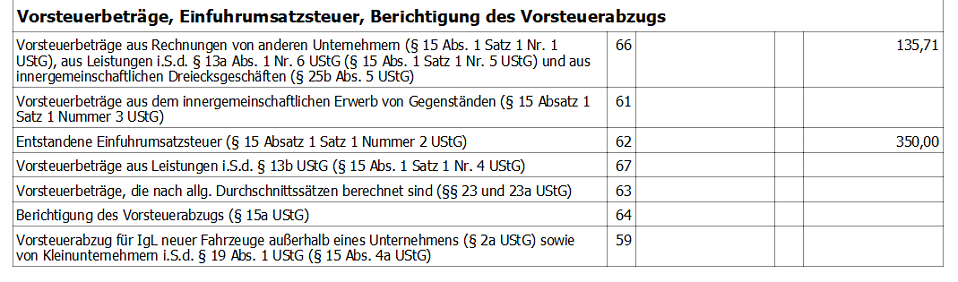 Vorsteuerbeträge, Einfuhrumsatzsteuer, Berichtigung des Vorsteuerabzugs
Vorsteuerbeträge aus Rechnungen von anderen Unternehmern (§ 15 Abs. 1 Satz 1 Nr. 1 66 135,71
UStG), aus Leistungen i.S.d. § 13a Abs. 1 Nr. 6 UStG (§ 15 Abs. 1 Satz 1 Nr. 5 UStG) und aus
innergemeinschaftlichen Dreiecksgeschäften (§ 25b Abs. 5 UStG)
Vorsteuerbeträge aus dem innergemeinschaftlichen Erwerb von Gegenständen (§ 15 Absatz 1 61
Satz 1 Nummer 3 UStG)
Entstandene Einfuhrumsatzsteuer (§ 15 Absatz 1 Satz 1 Nummer 2 UStG) 62 350,00
Vorsteuerbeträge aus Leistungen i.S.d. § 13b UStG (§ 15 Abs. 1 Satz 1 Nr. 4 UStG) 67
Vorsteuerbeträge, die nach allg. Durchschnittssätzen berechnet sind (§§ 23 und 23a UStG) 63
Berichtigung des Vorsteuerabzugs (§ 15a UStG) 64
Vorsteuerabzug für IgL neuer Fahrzeuge außerhalb eines Unternehmens (§ 2a UStG) sowie 59
von Kleinunternehmern i.S.d. § 19 Abs. 1 UStG (§ 15 Abs. 4a UStG)